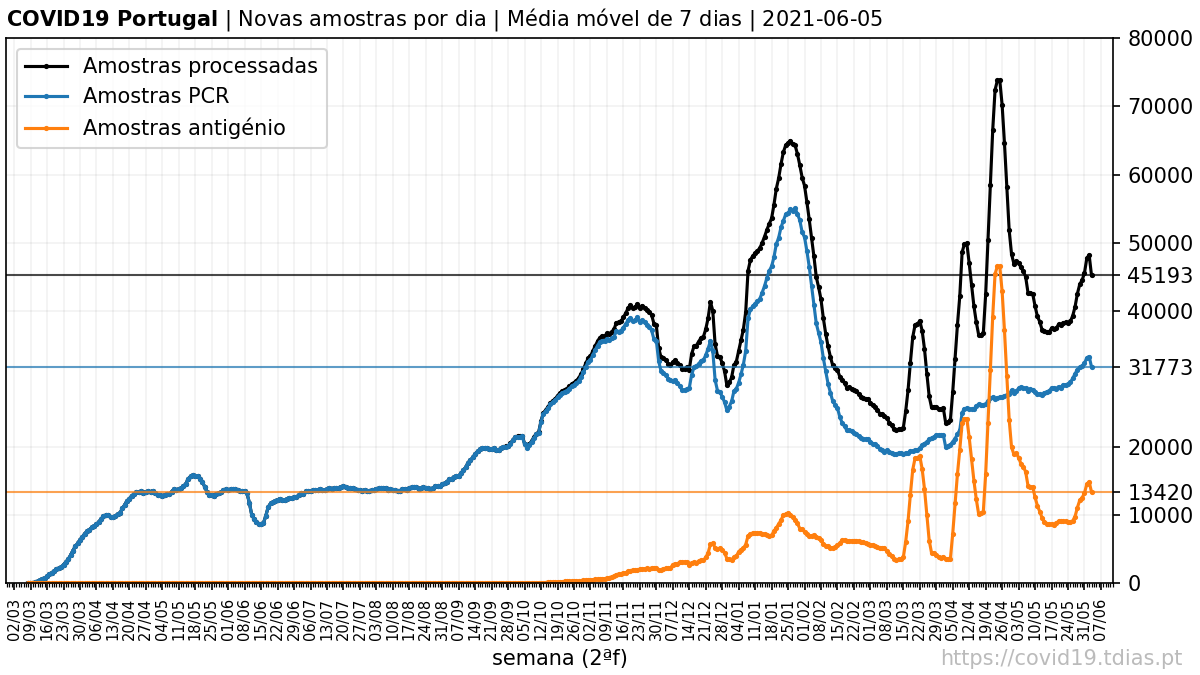 COVID19 Portugal | Novas amostras por dia | Média móvel de 7 dias | 2021-06-05
Amostras processadas
Amostras PCR
Amostras antigénio
80000
70000
60000
50000
45193
40000
31773
20000
13420
10000
0
02/03 09/03 16/03 23/03 30/03 06/04 13/04 20/04 27/04 04/05 11/05 18/05 25/05 01/06 08/06 15/06 22/06 29/06 06/07 13/07 20/07 27/07 03/08 10/08 17/08 24/08 31/08 07/09 14/09 21/09 28/09 05/10 12/10 19/10 26/10 02/11 09/11 16/11 23/11 30/11 07/12 14/12 21/12 28/12 04/01 11/01 18/01 25/01 01/02 08/02 15/02 22/02 01/03 08/03 15/03 22/03 29/03 05/04 12/04 19/04 26/04 03/05 10/05 17/05 24/05 31/05 07/06
semana (2ªf)
https://covid19.tdias.pt